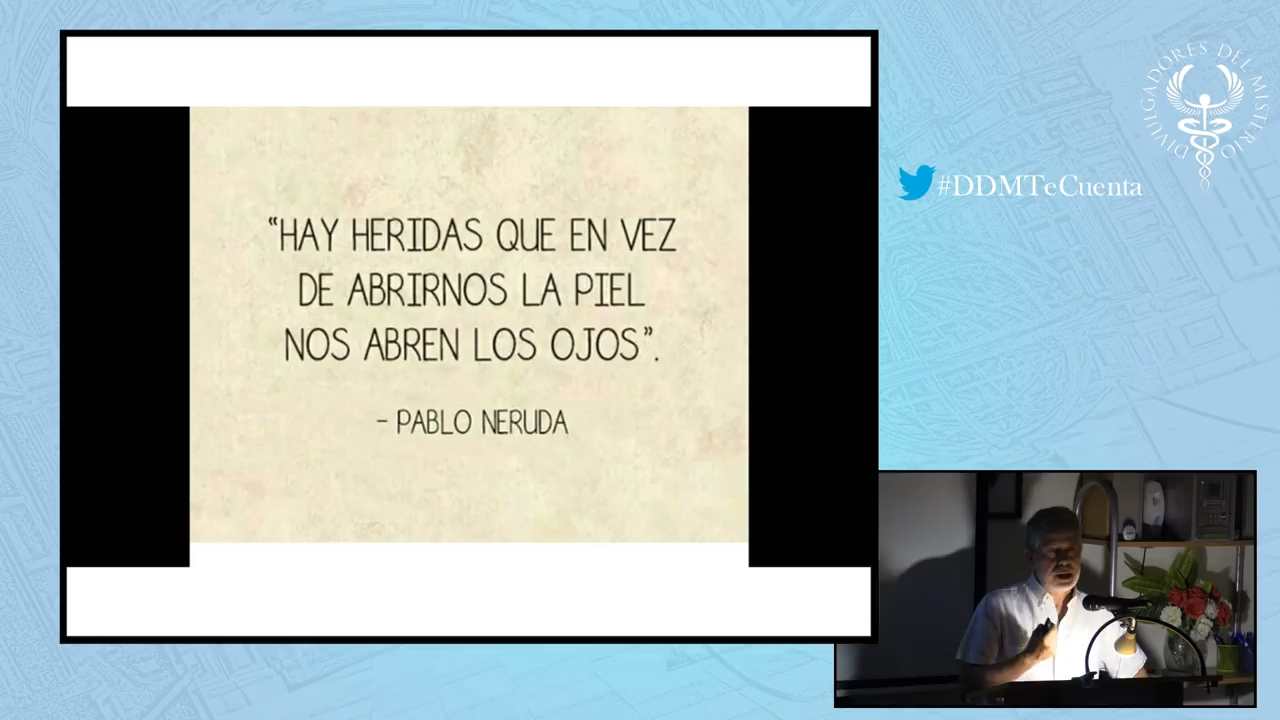 “HAY HERIDAS QUE EN VEZ
DE ABRIRNOS LA PIEL
NOS ABREN LOS OJOS”.
– PABLO NERUDA
DIVULGADORES DEL MISTERIO
#DDMTeCuenta